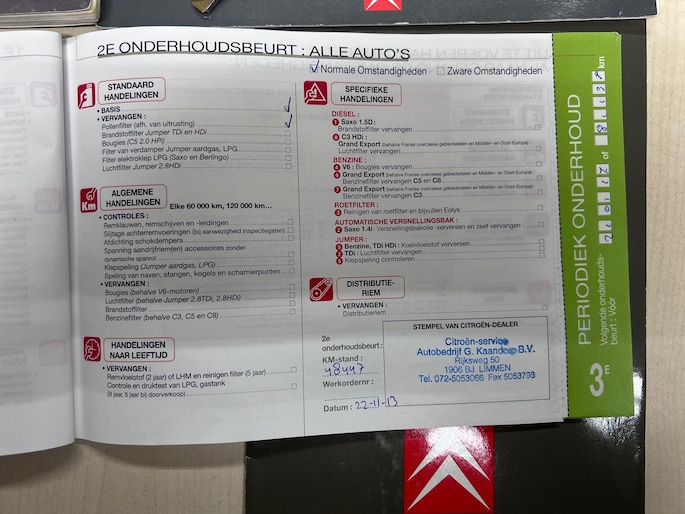 2E ONDERHOUDSBEURT : ALLE AUTO'S
Normale Omstandigheden Zware Omstandigheden
STANDAARD
HANDELINGEN
• BASIS
• VERVANGEN :
Pollenfilter (afh. van uitrusting)
Brandstoffilter Jumper TDi en HDi
Bougies (C5 2.0 HPi)
Filter van verdamper Jumper aardgas, LPG
Filter elektroklep LPG (Saxo en Berlingo)
Luchtfilter Jumper 2.8HDi
Km
ALGEMENE
HANDELINGEN
Elke 60 000 km, 120 000 km...
• CONTROLES :
Remklauwen, remschijven en -leidingen
Slijtage achterremvoeringen (bij aanwezigheid inspectiegaten)
Afdichting schokdempers
Spanning aandrijfriem(en) accessoires zonder
dynamische spanrol
Klepspeling (Jumper aardgas, LPG)
Speling van naven, stangen, kogels en scharnierpunten
• VERVANGEN :
Bougies (behalve V6-motoren)
Luchtfilter (behalve Jumper 2.8TDi, 2.8HDi)
Brandstoffilter
Benzinefilter (behalve C3, C5 en C8)
HANDELINGEN
NAAR LEEFTIJD
• VERVANGEN :
Remvloeistof (2 jaar) of LHM en reinigen filter (5 jaar)
Controle en druktest van LPG, gastank
(8 jaar, 5 jaar bij doorverkoop)
SPECIFIEKE
HANDELINGEN
DIESEL :
Saxo 1.5D :
Brandstoffilter vervangen
C3 HDi :
Grand Export (behalve Franse overzeese gebiedsdelen en Midden- en Oost-Europa)
Luchtfilter vervangen
BENZINE :
V6 : Bougies vervangen
Grand Export (behalve Franse overzeese gebiedsdelen en Midden- en Oost-Europa)
Benzinefilter vervangen C5 en C8
Grand Export (behalve Franse overzeese gebiedsdelen en Midden- en Oost-Europa)
Benzinefilter vervangen C3
ROETFILTER :
Reinigen van roetfilter en bijvullen Eolys
AUTOMATISCHE VERSNELLINGSBAK :
Saxo 1.4i : Versnellingsbakolie verversen en zeef vervangen
JUMPER :
Benzine, TDi HDi : Koelvloeistof verversen
TDi : Luchtfilter vervangen
Klepspeling controleren
DISTRIBUTIE-
RIEM
• VERVANGEN :
Distributieriem
2e
onderhoudsbeurt :
KM-stand :
48447
Werkordernr :
Datum : 22-11-13
STEMPEL VAN CITROËN-DEALER
Citroën-service
Autobedrijf G. Kaandorp B.V.
Rijksweg 50
1906 BJ LIMMEN
Tel. 072-5053066 Fax 5053793
PERIODIEK ONDERHOUD
Volgende onderhouds-
beurt : Vóór
of
km
3E